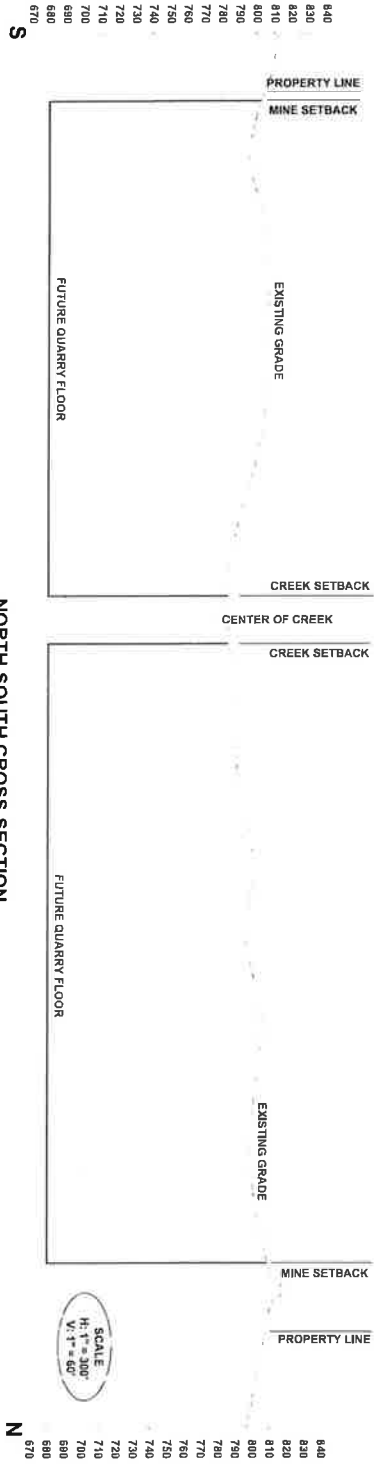 840
830
820
810
800
790
780
770
760
750
740
730
720
710
700
690
680
670
S
PROPERTY LINE
MINE SETBACK
EXISTING GRADE
FUTURE QUARRY FLOOR
CREEK SETBACK
CENTER OF CREEK
CREEK SETBACK
EXISTING GRADE
FUTURE QUARRY FLOOR
MINE SETBACK
PROPERTY LINE
SCALE
H: 1" = 300'
V: 1" = 60'
840
830
820
810
800
790
780
770
760
750
740
730
720
710
700
690
680
670
N
NORTH SOUTH CROSS SECTION